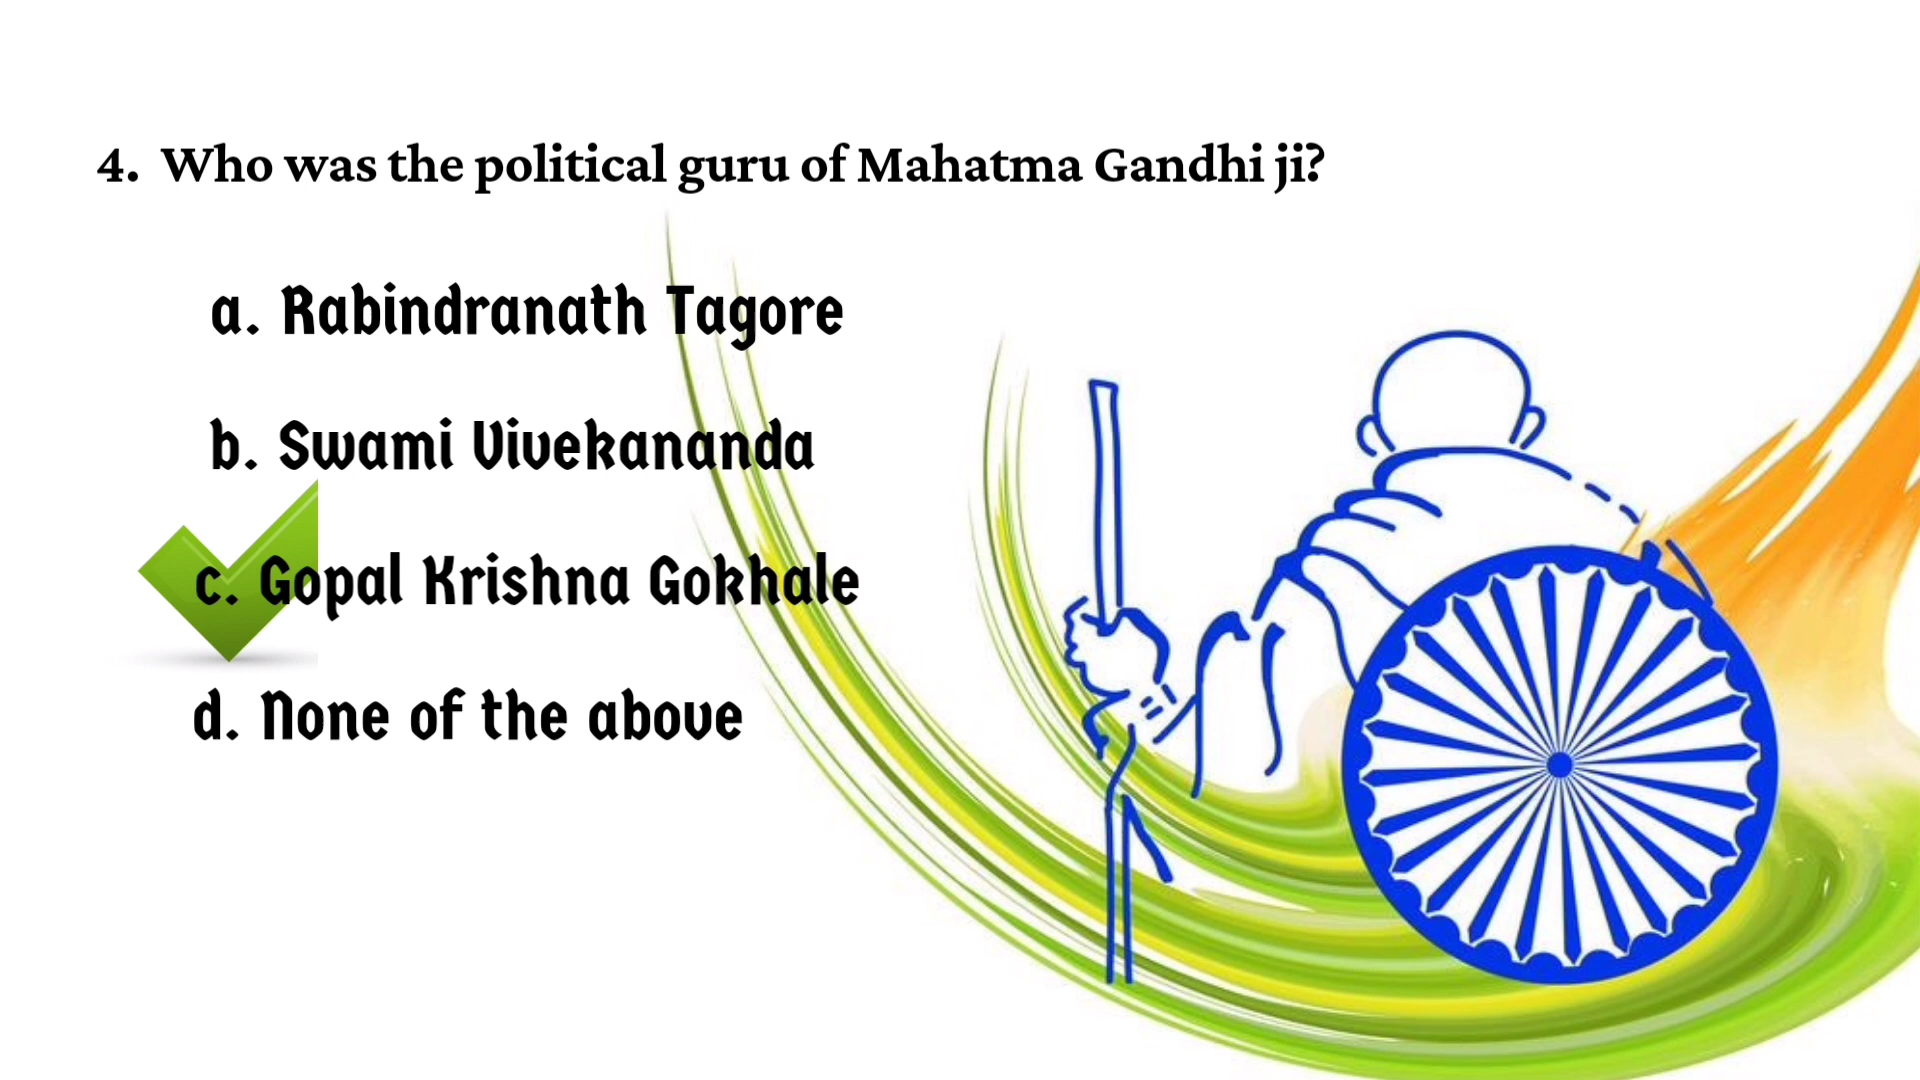 4. Who was the political guru of Mahatma Gandhi ji?
a. Rabindranath Tagore
b. Swami Vivekananda
c. Gopal Krishna Gokhale
d. None of the above